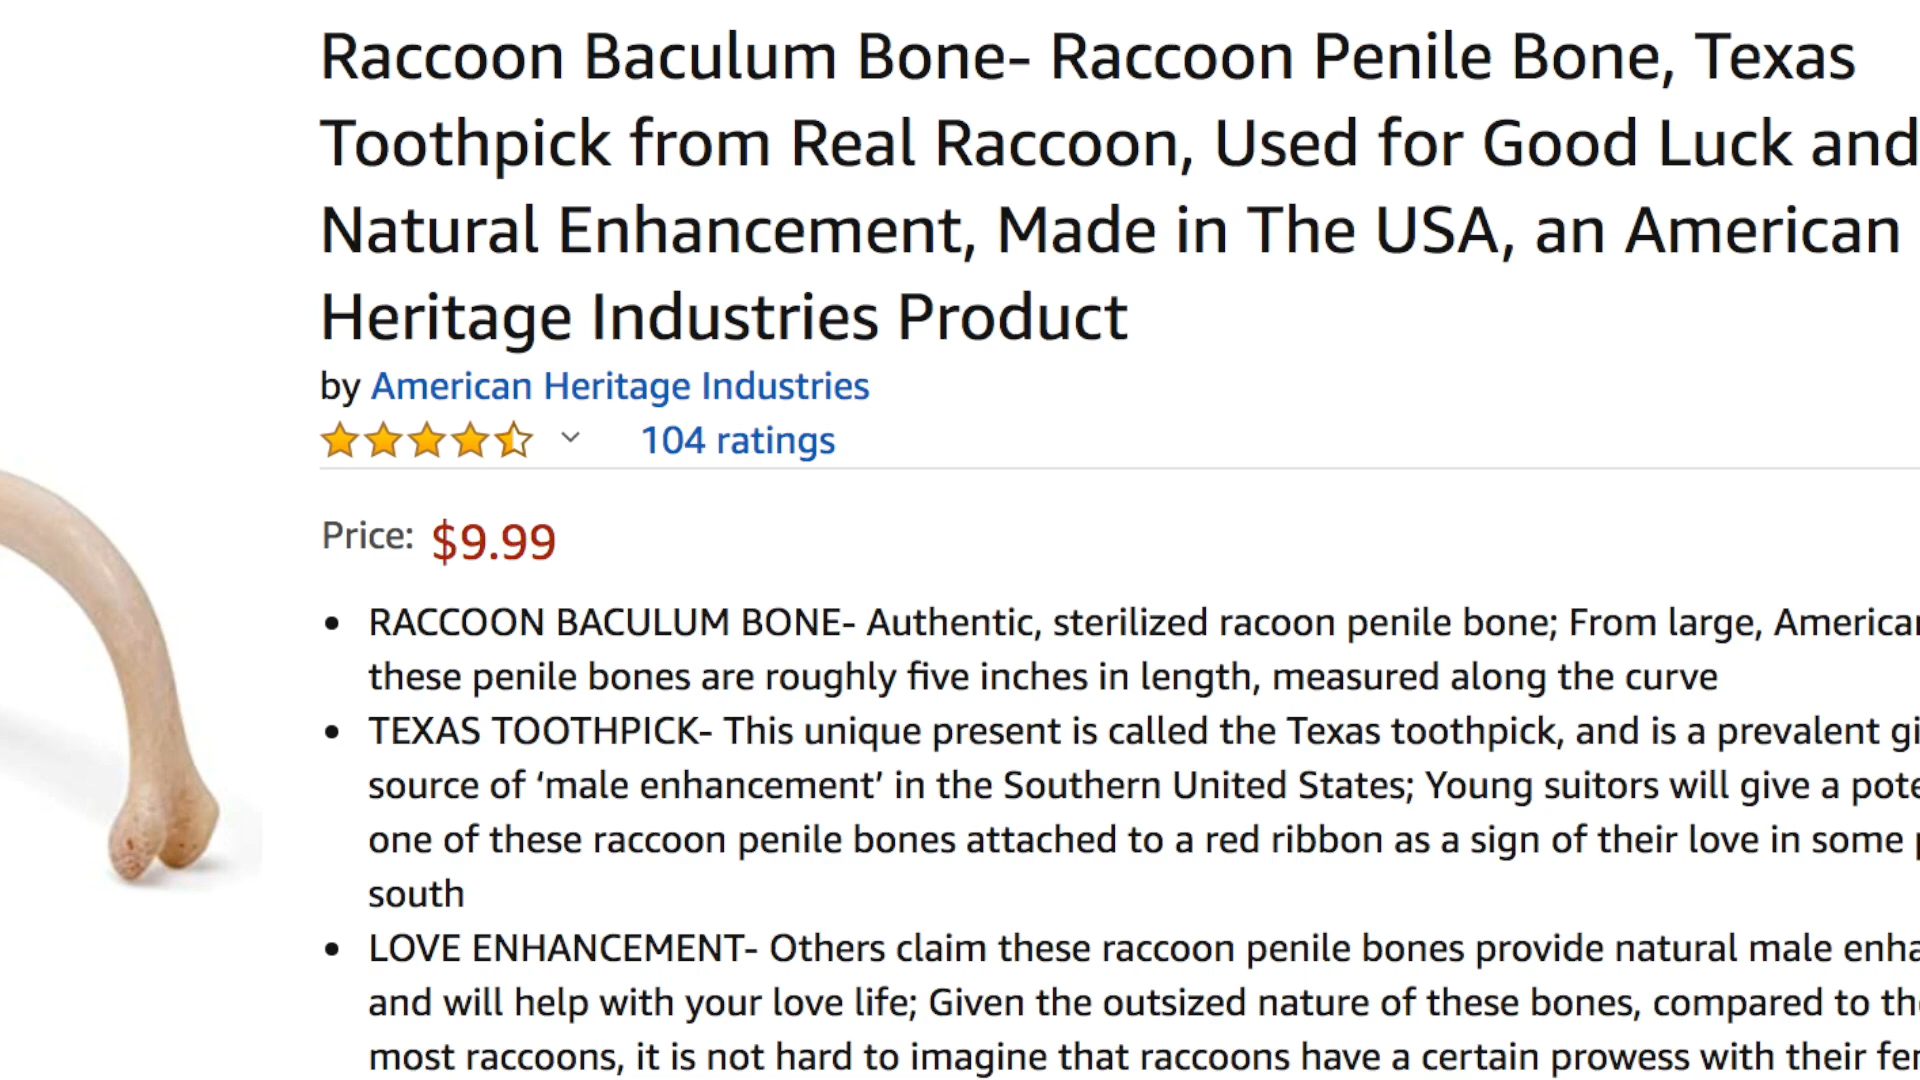 Raccoon Baculum Bone- Raccoon Penile Bone, Texas
Toothpick from Real Raccoon, Used for Good Luck and
Natural Enhancement, Made in The USA, an American
Heritage Industries Product
by American Heritage Industries
104 ratings
Price: $9.99
• RACCOON BACULUM BONE- Authentic, sterilized racoon penile bone; From large,
these penile bones are roughly five inches in length, measured along the curve
• TEXAS TOOTHPICK- This unique present is called the Texas toothpick, and is a prevalent
source of ‘male enhancement’ in the Southern United States; Young suitors will give a
one of these raccoon penile bones attached to a red ribbon as a sign of their love in some
south
• LOVE ENHANCEMENT- Others claim these raccoon penile bones provide natural male
and will help with your love life; Given the outsized nature of these bones, compared to
most raccoons, it is not hard to imagine that raccoons have a certain prowess with their